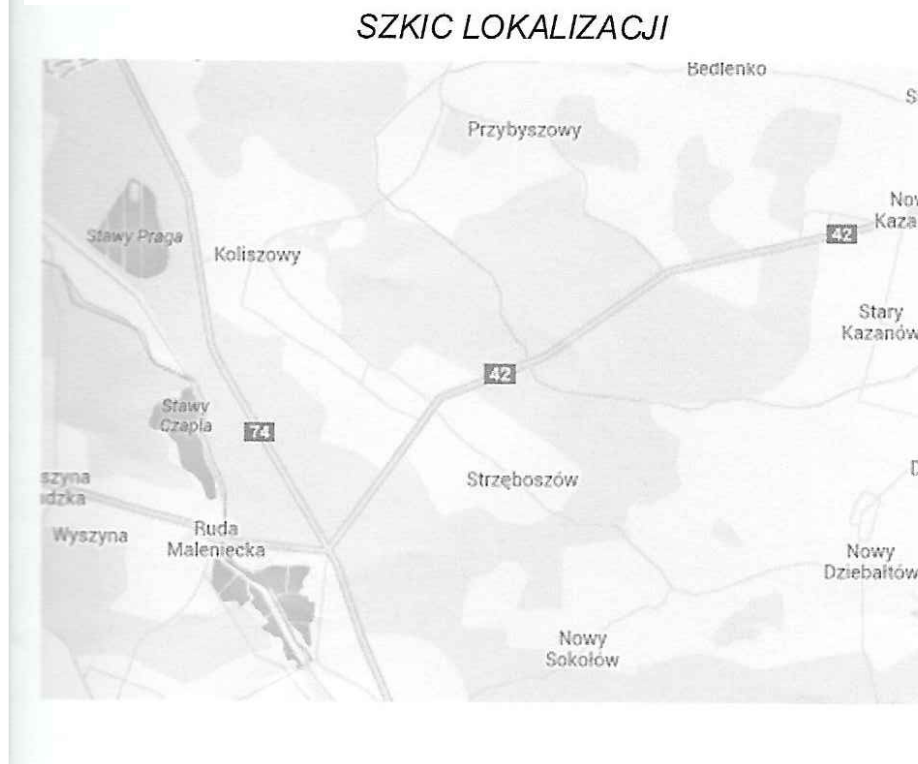 SZKIC LOKALIZACJI
Bedlenko
Przybyszowy
Stawy Praga
Koliszowy
42
Stary
Kazanów
42
Stawy
Czapla
74
Strzęboszów
Wyszyna
Ruda
Maleniecka
Nowy
Dziebałtów
Nowy
Sokołów